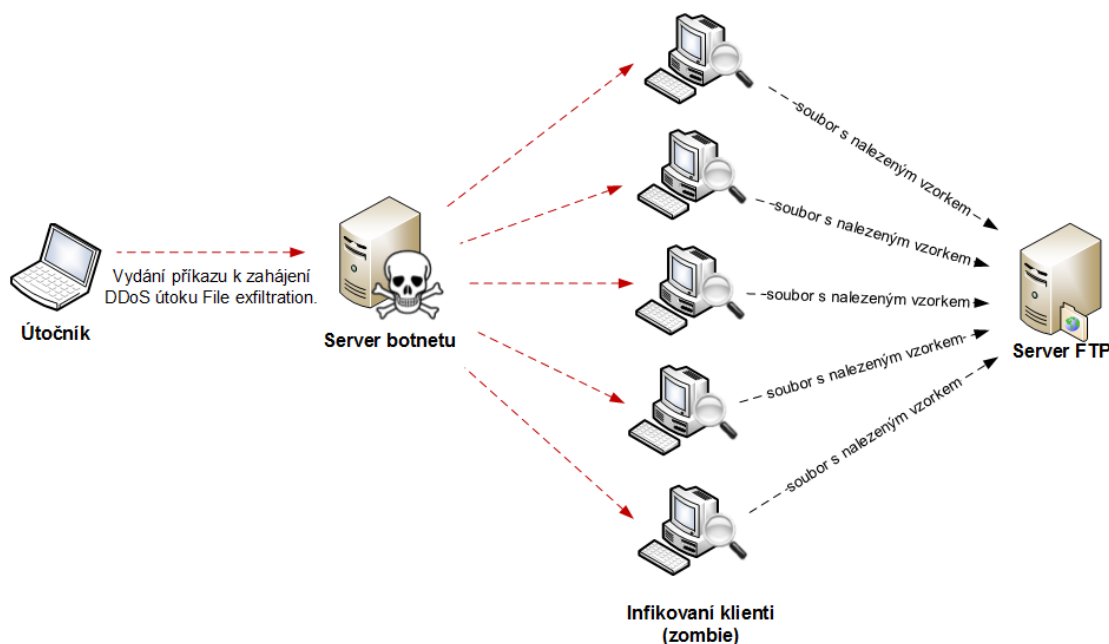 soubor s nalezeným vzorkem
soubor s nalezeným vzorkem
soubor s nalezeným vzorkem
soubor s nalezeným vzorkem
soubor s nalezeným vzorkem
Vydání příkazu k zahájení
DDoS útoku File exfiltration.
Útočník
Server botnetu
Server FTP
Infikovaní klienti
(zombie)